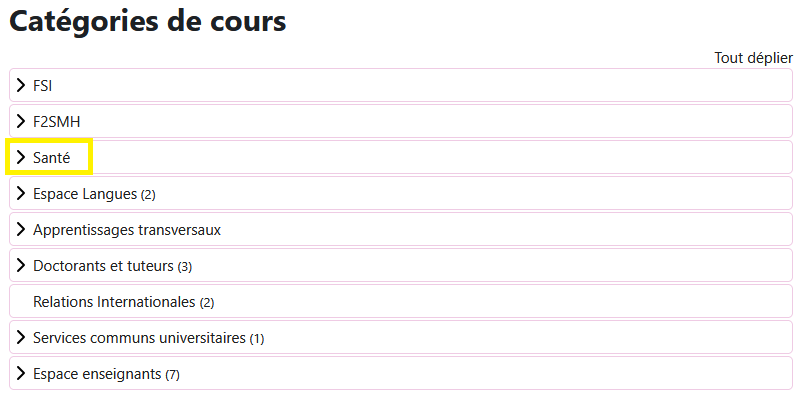 Catégories de cours
Tout déplier
FSI
F2SMH
Santé
Espace Langues (2)
Apprentissages transversaux
Doctorants et tuteurs (3)
Relations Internationales (2)
Services communs universitaires (1)
Espace enseignants (7)